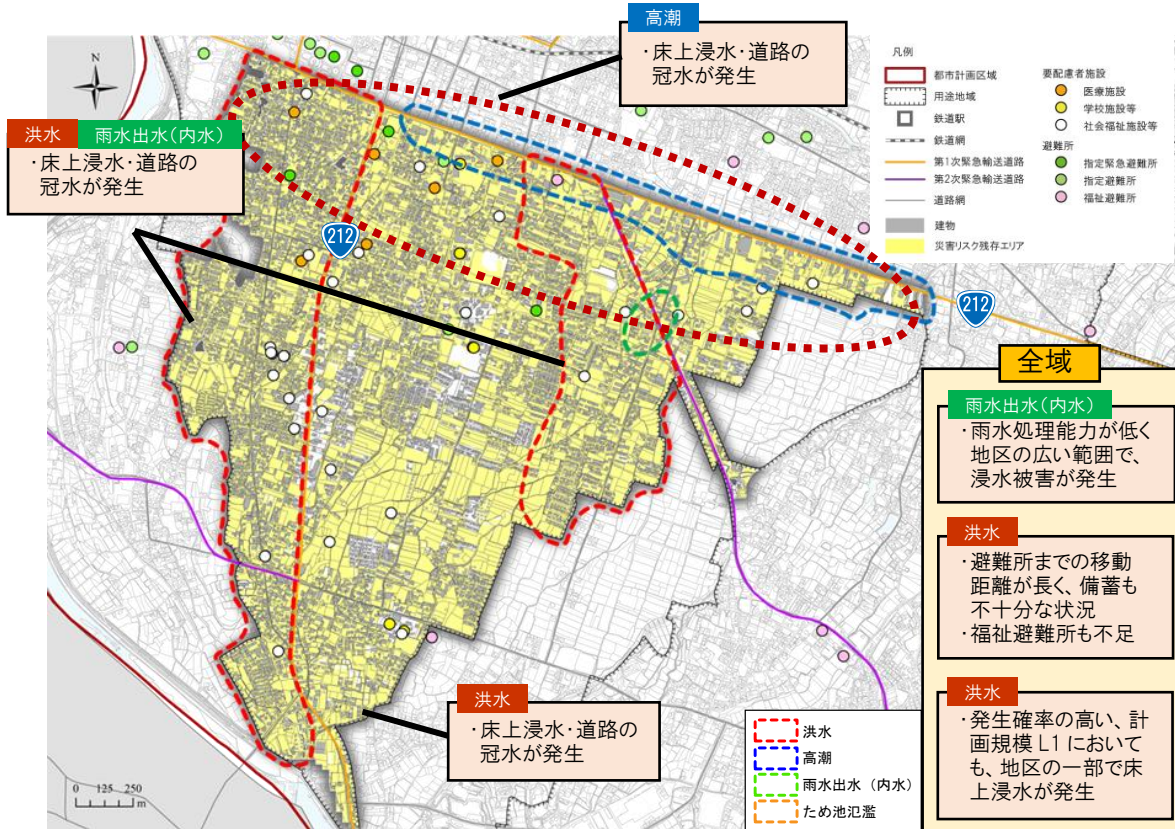 高潮
・床上浸水・道路の
冠水が発生
N
洪水
雨水出水(内水)
・床上浸水・道路の
冠水が発生
凡例
都市計画区域
用途地域
鉄道駅
鉄道網
第1次緊急輸送道路
第2次緊急輸送道路
道路網
建物
災害リスク残存エリア
要配慮者施設
医療施設
学校施設等
社会福祉施設等
避難所
指定緊急避難所
指定避難所
福祉避難所
212
212
全域
雨水出水(内水)
・雨水処理能力が低く
地区の広い範囲で、
浸水被害が発生
洪水
・避難所までの移動
距離が長く、備蓄も
不十分な状況
・福祉避難所も不足
洪水
・発生確率の高い、計
画規模L1において
も、地区の一部で床
上浸水が発生
洪水
・床上浸水・道路の
冠水が発生
洪水
高潮
雨水出水（内水）
ため池氾濫
0 125 250
m